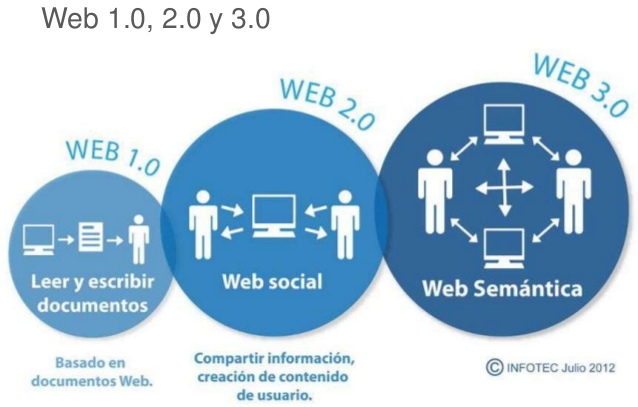 Web 1.0, 2.0 y 3.0
WEB 1.0
Leer y escribir
documentos
Basado en
documentos Web.
WEB 2.0
Web social
Compartir información,
creación de contenido
de usuario.
WEB 3.0
Web Semántica
© INFOTEC Julio 2012